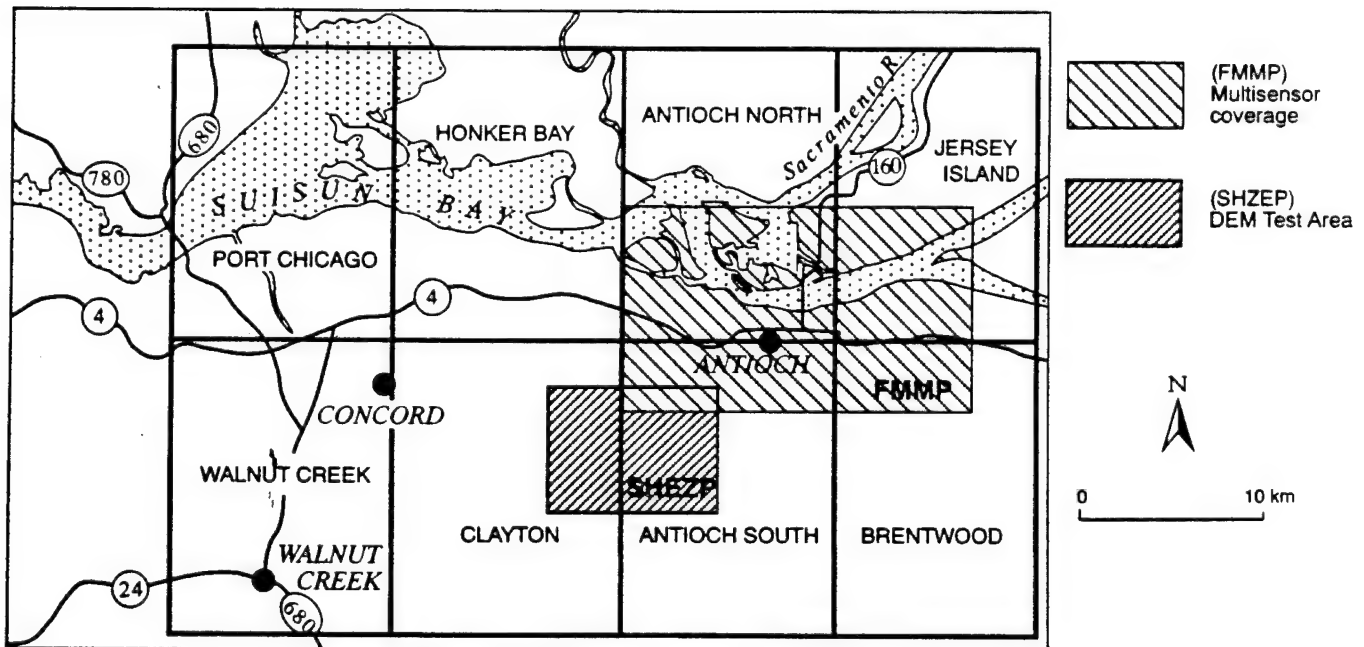 680
780
4
SUISUN BAY
HONKER BAY
PORT CHICAGO
4
ANTIOCH NORTH
Sacramento R.
160
JERSEY
ISLAND
ANTIOCH
FMMP
CONCORD
WALNUT CREEK
SHEZP
CLAYTON
ANTIOCH SOUTH
BRENTWOOD
WALNUT
CREEK
24
680
(FMMP)
Multisensor
coverage
(SHZEP)
DEM Test Area
N
0
10 km